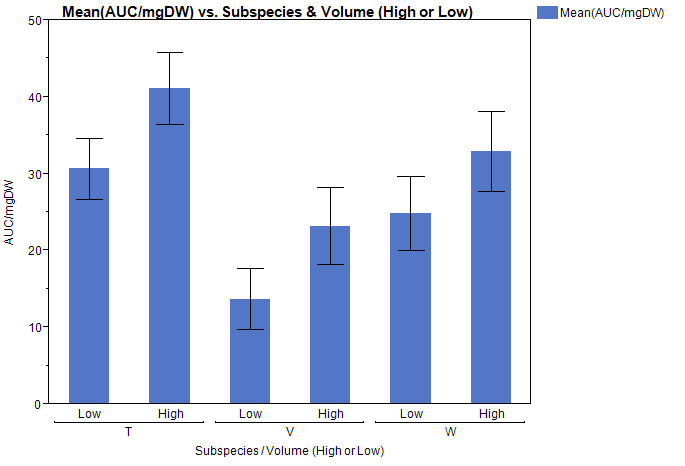 Mean(AUC/mgDW) vs. Subspecies & Volume (High or Low)
Mean(AUC/mgDW)
50
40
30
20
10
0
AUC/mgDW
Low High Low High Low High
T V W
Subspecies / Volume (High or Low)